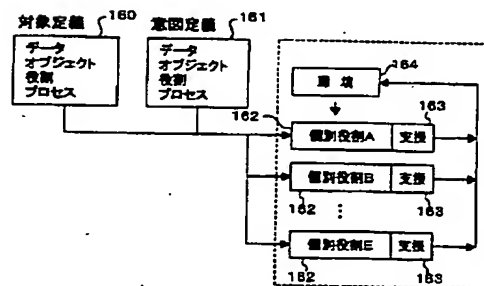 対象定義 160
意図定義 161
データ
オブジェクト
役割
プロセス
データ
オブジェクト
役割
プロセス
環境 164
162
163
個別役割A 支援
個別役割B 支援
162
163
⋮
個別役割E 支援
162
163